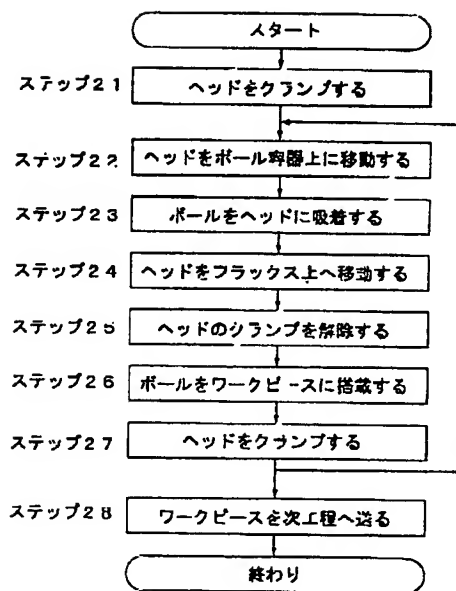 スタート
ステップ21
ヘッドをクランプする
ステップ22
ヘッドをボール容器上に移動する
ステップ23
ボールをヘッドに吸着する
ステップ24
ヘッドをフラックス上へ移動する
ステップ25
ヘッドのクランプを解除する
ステップ26
ボールをワークピースに搭載する
ステップ27
ヘッドをクランプする
ステップ28
ワークピースを次工程へ送る
終わり